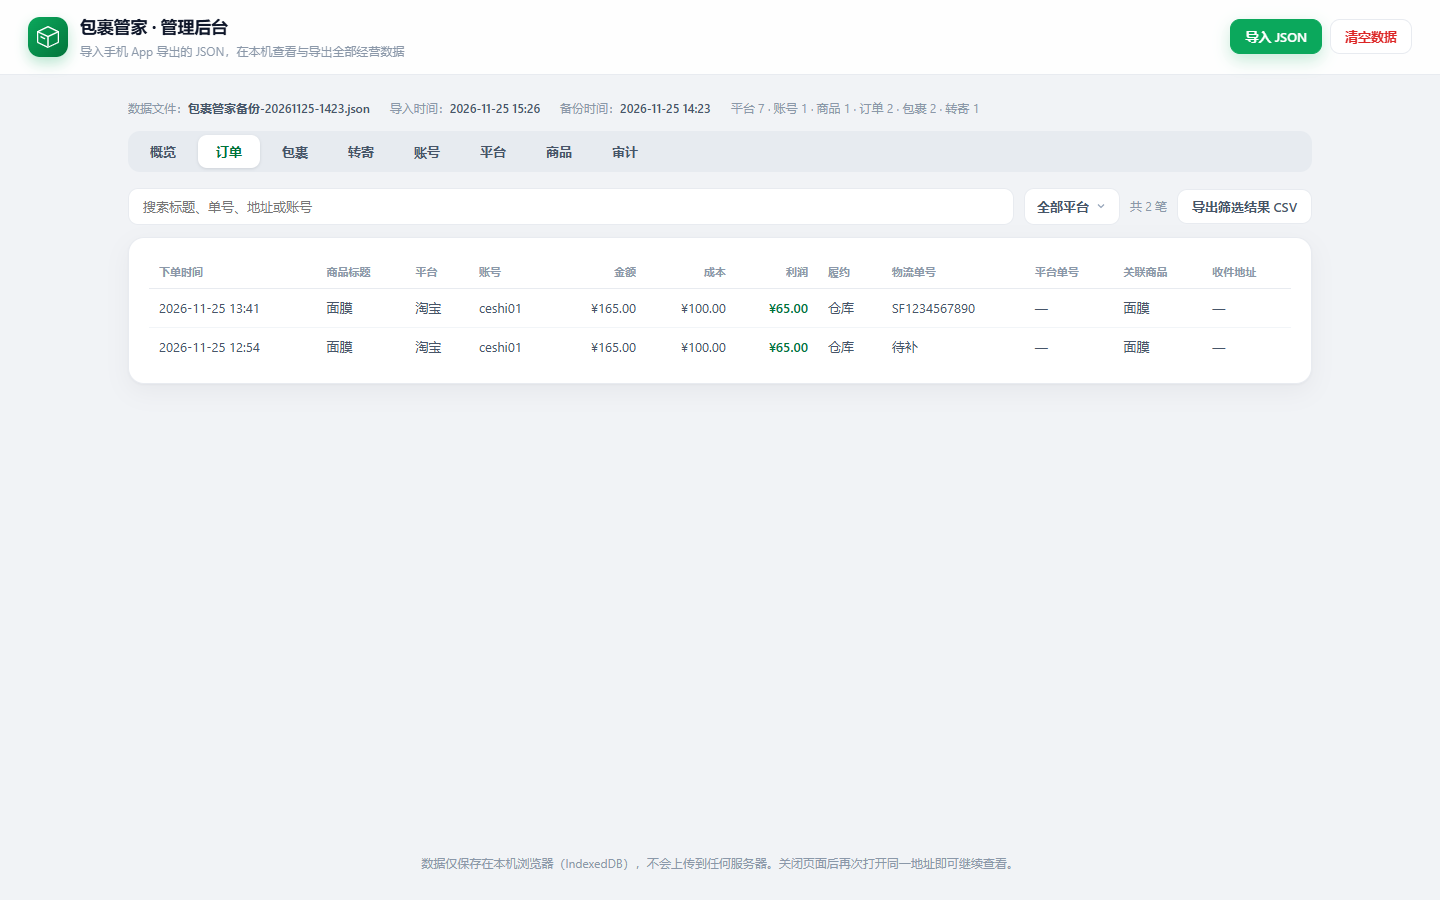 包裹管家 · 管理后台
导入手机 App 导出的 JSON，在本机查看与导出全部经营数据
导入 JSON
清空数据
数据文件：包裹管家备份-20261125-1423.json 导入时间：2026-11-25 15:26 备份时间：2026-11-25 14:23 平台 7 · 账号 1 · 商品 1 · 订单 2 · 包裹 2 · 转寄 1
概览 订单 包裹 转寄 账号 平台 商品 审计
搜索标题、单号、地址或账号 全部平台 共 2 笔 导出筛选结果 CSV
下单时间 商品标题 平台 账号 金额 成本 利润 履约 物流单号 平台单号 关联商品 收件地址
2026-11-25 13:41 面膜 淘宝 ceshi01 ¥165.00 ¥100.00 ¥65.00 仓库 SF1234567890 — 面膜 —
2026-11-25 12:54 面膜 淘宝 ceshi01 ¥165.00 ¥100.00 ¥65.00 仓库 待补 — 面膜 —
数据仅保存在本机浏览器（IndexedDB），不会上传到任何服务器。关闭页面后再次打开同一地址即可继续查看。